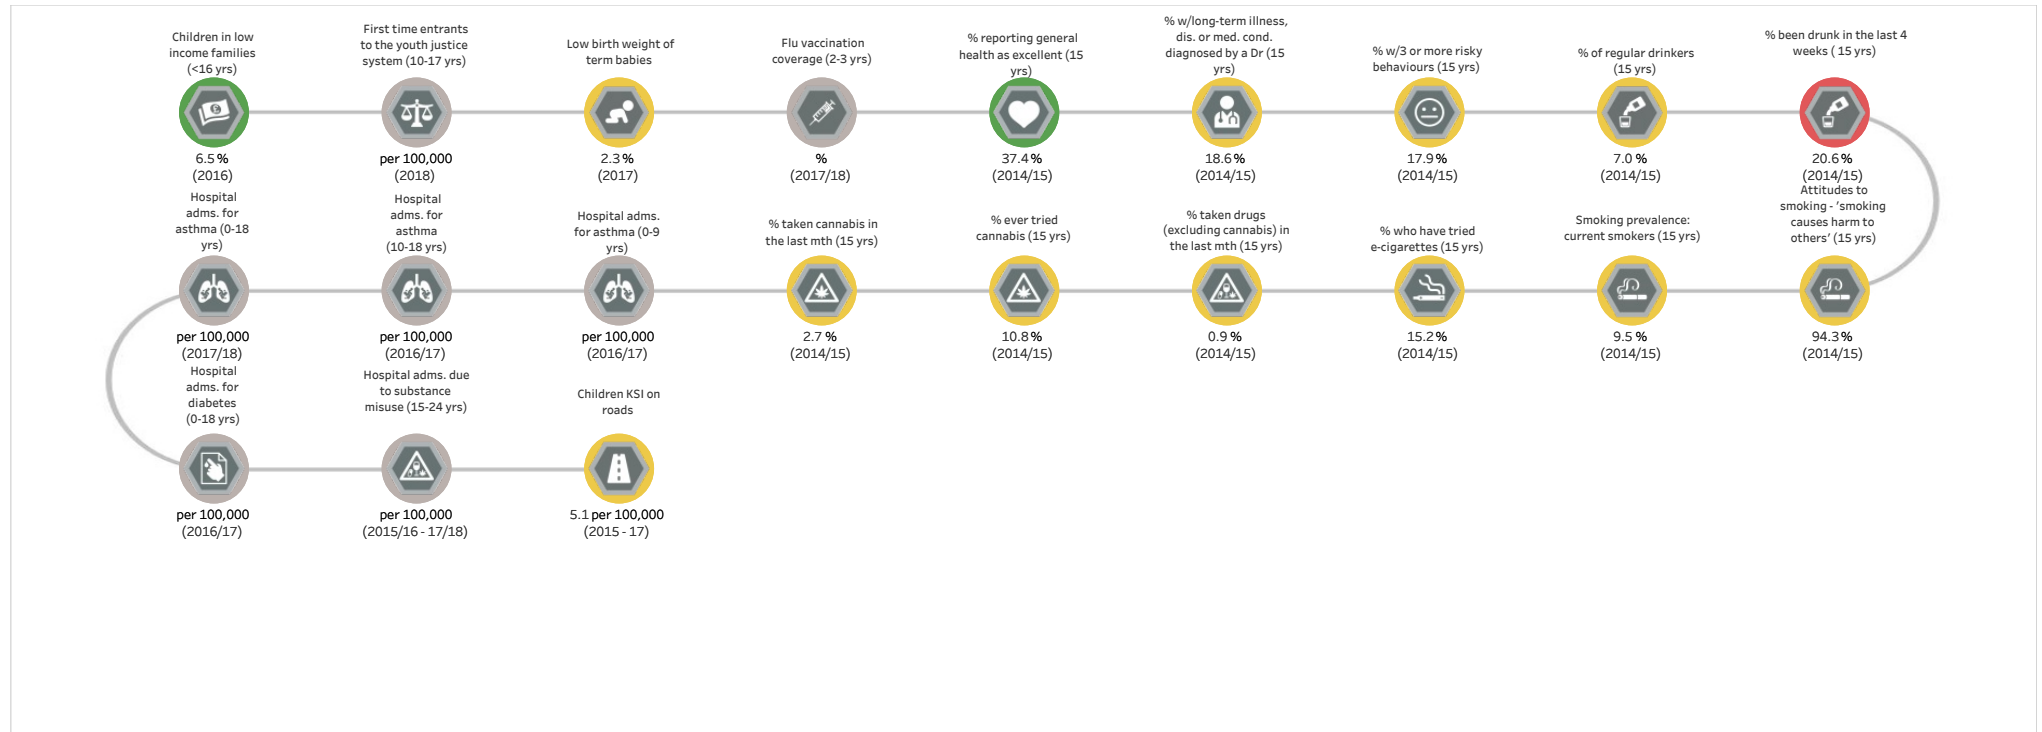 Children in low
income families
(<16 yrs)
6.5 %
(2016)
First time entrants
to the youth justice
system (10-17 yrs)
per 100,000
(2018)
Low birth weight of
term babies
2.3 %
(2017)
Flu vaccination
coverage (2-3 yrs)
%
(2017/18)
% reporting general
health as excellent (15
yrs)
37.4 %
(2014/15)
% w/long-term illness,
dis. or med. cond.
diagnosed by a Dr (15
yrs)
18.6 %
(2014/15)
% w/3 or more risky
behaviours (15 yrs)
17.9 %
(2014/15)
% of regular drinkers
(15 yrs)
7.0 %
(2014/15)
% been drunk in the last 4
weeks ( 15 yrs)
20.6 %
(2014/15)
Attitudes to
smoking - 'smoking
causes harm to
others' (15 yrs)
94.3 %
(2014/15)
Smoking prevalence:
current smokers (15 yrs)
9.5 %
(2014/15)
% who have tried
e-cigarettes (15 yrs)
15.2 %
(2014/15)
% taken drugs
(excluding cannabis) in
the last mth (15 yrs)
0.9 %
(2014/15)
% ever tried
cannabis (15 yrs)
10.8 %
(2014/15)
% taken cannabis in
the last mth (15 yrs)
2.7 %
(2014/15)
Hospital adms.
for asthma (0-9
yrs)
per 100,000
(2016/17)
Hospital
adms. for
asthma
(10-18 yrs)
per 100,000
(2016/17)
Hospital
adms. for
asthma (0-18
yrs)
per 100,000
(2017/18)
Hospital
adms. for
diabetes
(0-18 yrs)
per 100,000
(2016/17)
Hospital adms. due
to substance
misuse (15-24 yrs)
per 100,000
(2015/16 - 17/18)
Children KSI on
roads
5.1 per 100,000
(2015 - 17)